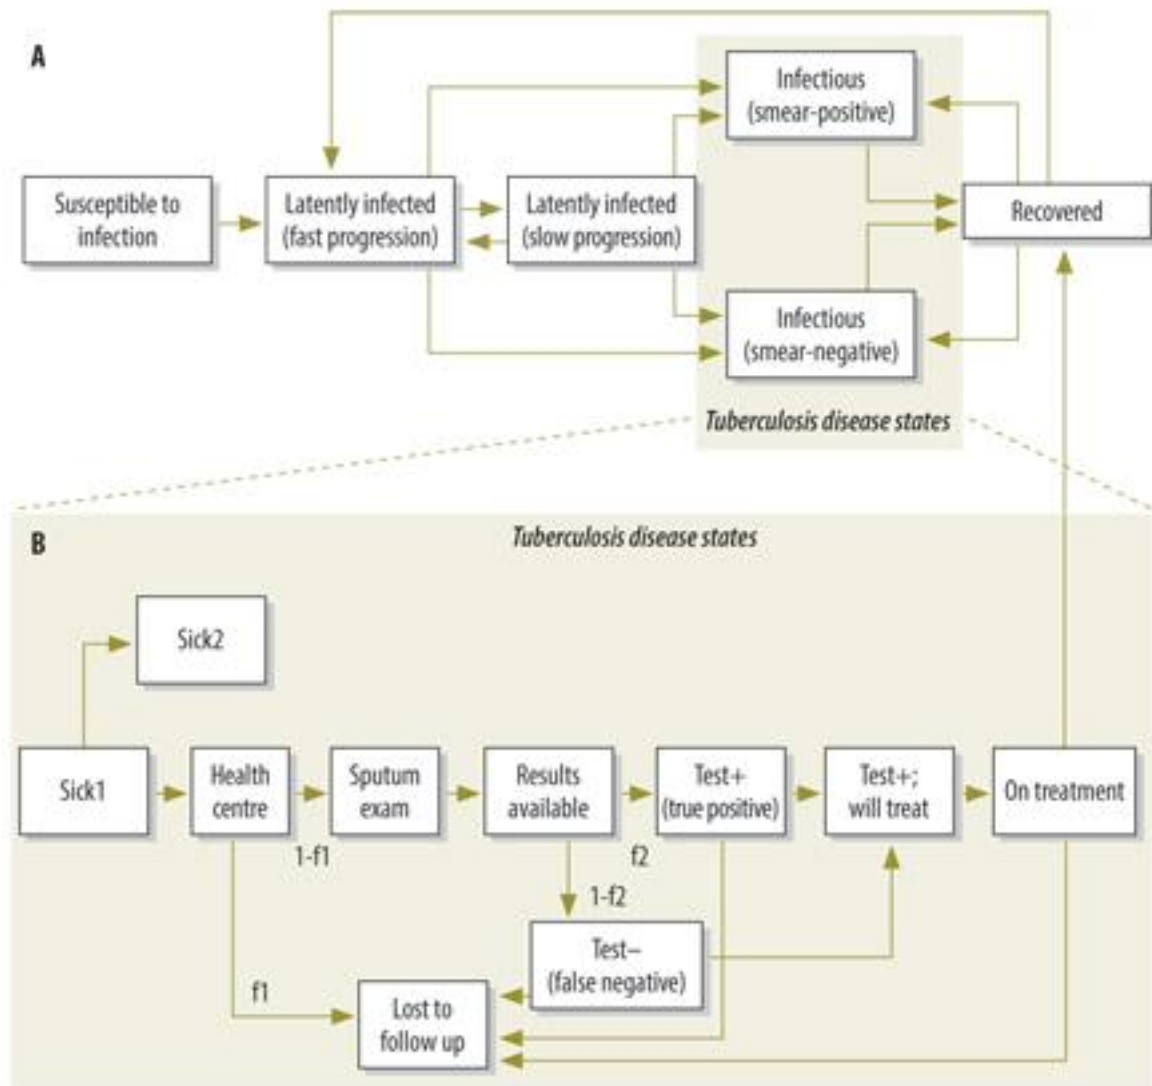 A
Infectious
(smear-positive)
Susceptible to
infection
Latently infected
(fast progression)
Latently infected
(slow progression)
Recovered
Infectious
(smear-negative)
Tuberculosis disease states
B
Tuberculosis disease states
Sick2
Sick1
Health
centre
Sputum
exam
Results
available
Test+
(true positive)
Test+;
will treat
On treatment
1-f1
f2
1-f2
Test–
(false negative)
f1
Lost to
follow up